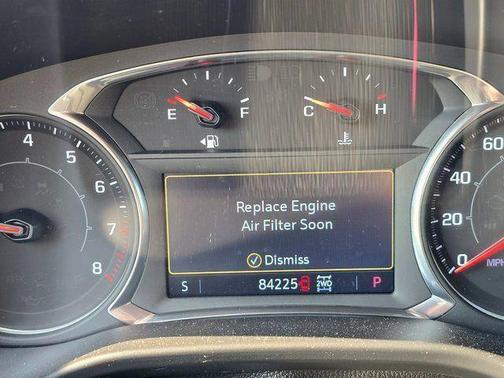 E F
C H
4
5
6
7
8
Replace Engine
Air Filter Soon
Dismiss
S 84225 2WD P
60
40
20
0
MPH